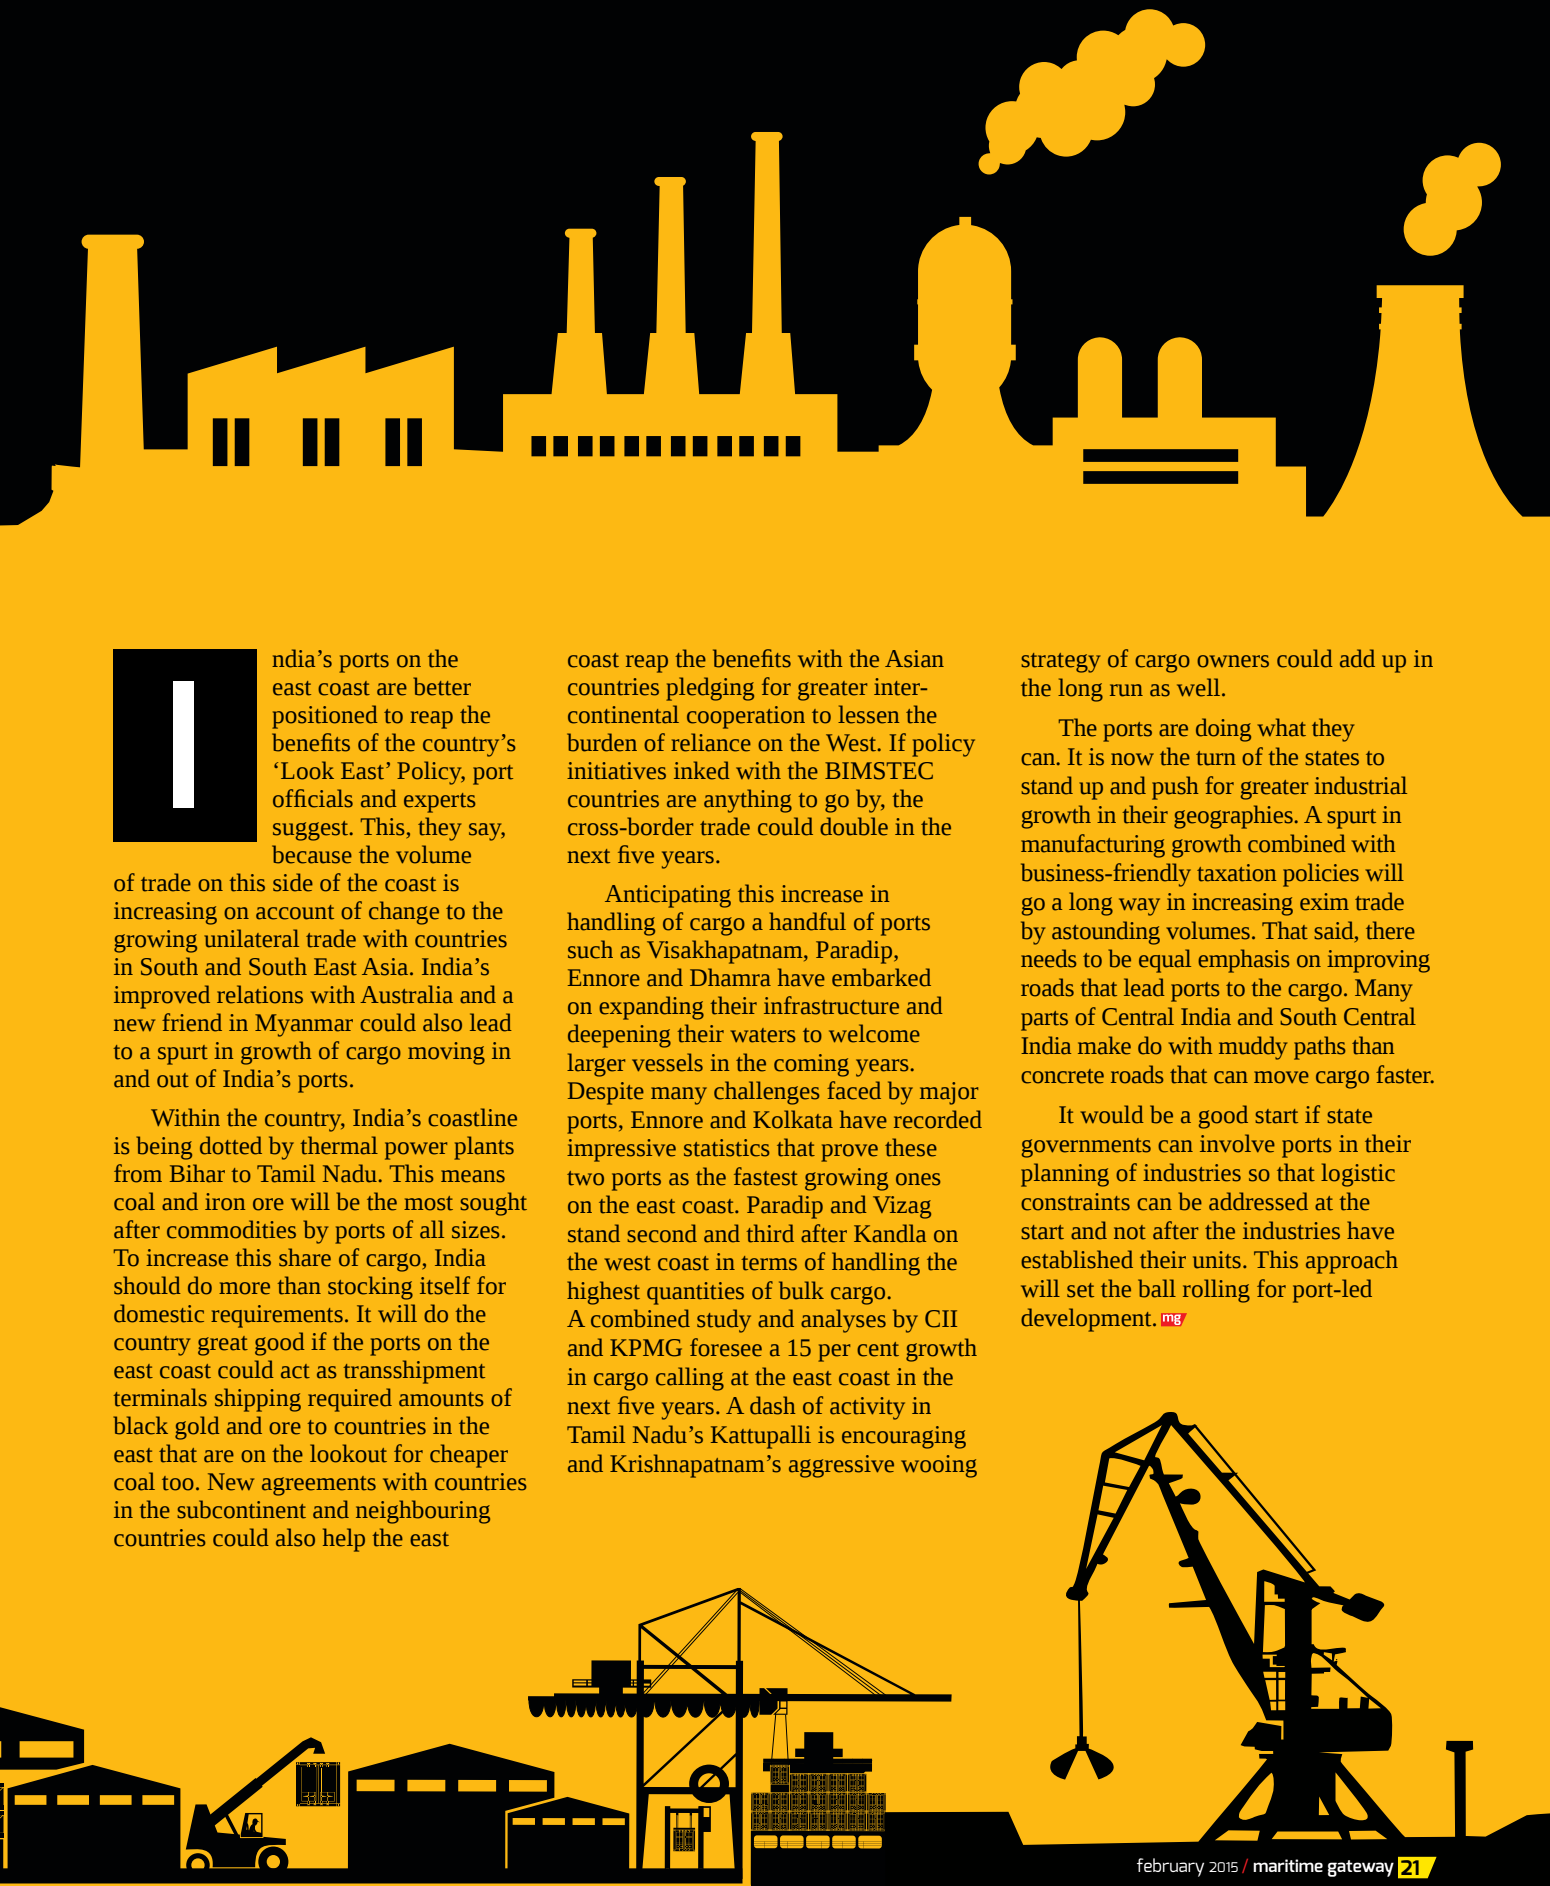 India's ports on the
east coast are better
positioned to reap the
benefits of the country's
'Look East' Policy, port
officials and experts
suggest. This, they say,
because the volume
of trade on this side of the coast is
increasing on account of change to the
growing unilateral trade with countries
in South and South East Asia. India's
improved relations with Australia and a
new friend in Myanmar could also lead
to a spurt in growth of cargo moving in
and out of India's ports.
Within the country, India's coastline
is being dotted by thermal power plants
from Bihar to Tamil Nadu. This means
coal and iron ore will be the most sought
after commodities by ports of all sizes.
To increase this share of cargo, India
should do more than stocking itself for
domestic requirements. It will do the
country great good if the ports on the
east coast could act as transshipment
terminals shipping required amounts of
black gold and ore to countries in the
east that are on the lookout for cheaper
coal too. New agreements with countries
in the subcontinent and neighbouring
countries could also help the east
coast reap the benefits with the Asian
countries pledging for greater inter-
continental cooperation to lessen the
burden of reliance on the West. If policy
initiatives inked with the BIMSTEC
countries are anything to go by, the
cross-border trade could double in the
next five years.
Anticipating this increase in
handling of cargo a handful of ports
such as Visakhapatnam, Paradip,
Ennore and Dhamra have embarked
on expanding their infrastructure and
deepening their waters to welcome
larger vessels in the coming years.
Despite many challenges faced by major
ports, Ennore and Kolkata have recorded
impressive statistics that prove these
two ports as the fastest growing ones
on the east coast. Paradip and Vizag
stand second and third after Kandla on
the west coast in terms of handling the
highest quantities of bulk cargo.
A combined study and analyses by CII
and KPMG foresee a 15 per cent growth
in cargo calling at the east coast in the
next five years. A dash of activity in
Tamil Nadu's Kattupalli is encouraging
and Krishnapatnam's aggressive wooing
strategy of cargo owners could add up in
the long run as well.
The ports are doing what they
can. It is now the turn of the states to
stand up and push for greater industrial
growth in their geographies. A spurt in
manufacturing growth combined with
business-friendly taxation policies will
go a long way in increasing exim trade
by astounding volumes. That said, there
needs to be equal emphasis on improving
roads that lead ports to the cargo. Many
parts of Central India and South Central
India make do with muddy paths than
concrete roads that can move cargo faster.
It would be a good start if state
governments can involve ports in their
planning of industries so that logistic
constraints can be addressed at the
start and not after the industries have
established their units. This approach
will set the ball rolling for port-led
development. mg
february 2015 / maritime gateway 21